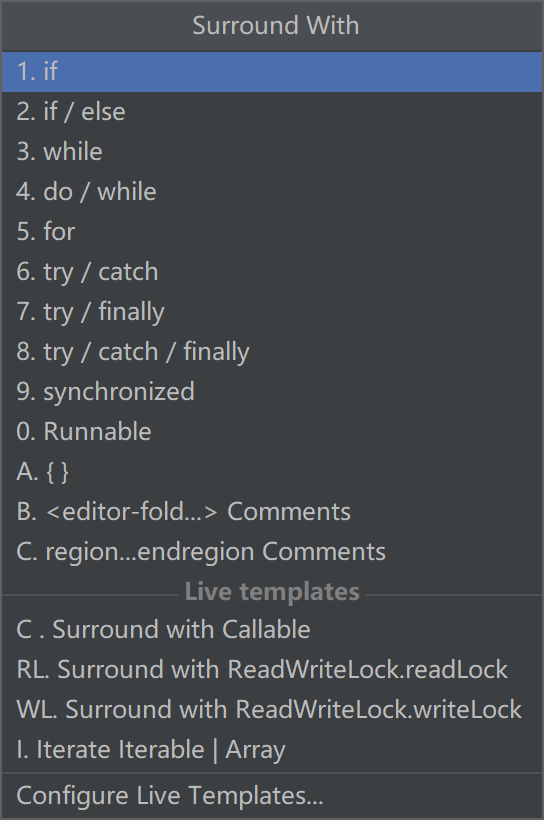 Surround With
1. if
2. if / else
3. while
4. do / while
5. for
6. try / catch
7. try / finally
8. try / catch / finally
9. synchronized
0. Runnable
A. { }
B. <editor-fold...> Comments
C. region...endregion Comments
Live templates
C . Surround with Callable
RL. Surround with ReadWriteLock.readLock
WL. Surround with ReadWriteLock.writeLock
I. Iterate Iterable | Array
Configure Live Templates...